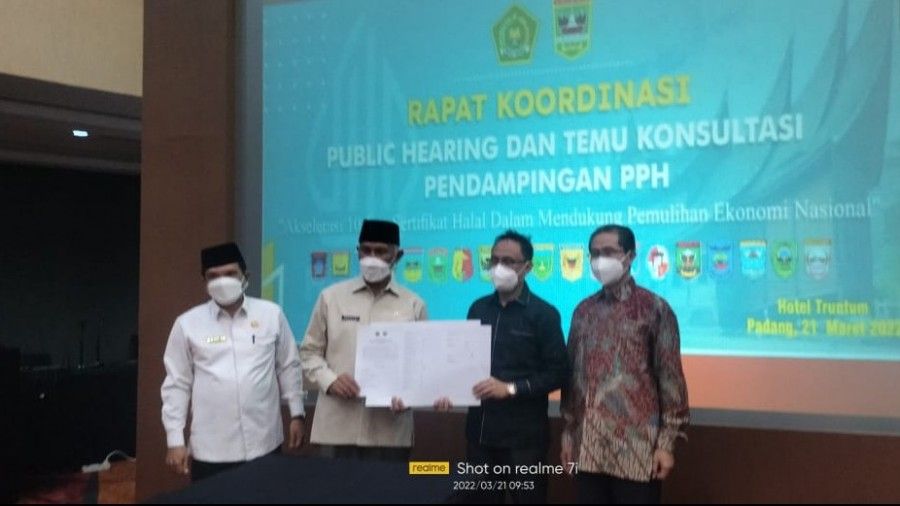 RAPAT KOORDINASI
PUBLIC HEARING DAN TEMU KONSULTASI
PENDAMPINGAN PPH
Halal Dalam Mendukung Pemulihan Ekonomi Nasional"
Hotel Truntum
Padang, 21 Maret 2022
realme Shot on realme 7i
2022/03/21 09:53